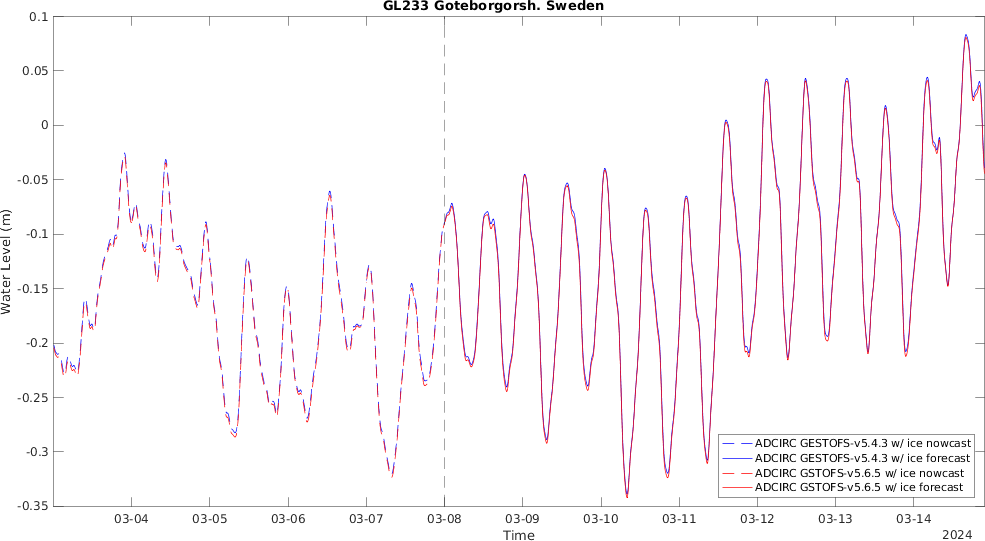 GL233 Goteborgorsh. Sweden
0.1
0.05
0
-0.05
-0.1
-0.15
-0.2
-0.25
-0.3
-0.35
Water Level (m)
ADCIRC GESTOFS-v5.4.3 w/ ice nowcast
ADCIRC GESTOFS-v5.4.3 w/ ice forecast
ADCIRC GSTOFS-v5.6.5 w/ ice nowcast
ADCIRC GSTOFS-v5.6.5 w/ ice forecast
03-04 03-05 03-06 03-07 03-08 03-09 03-10 03-11 03-12 03-13 03-14
Time
2024